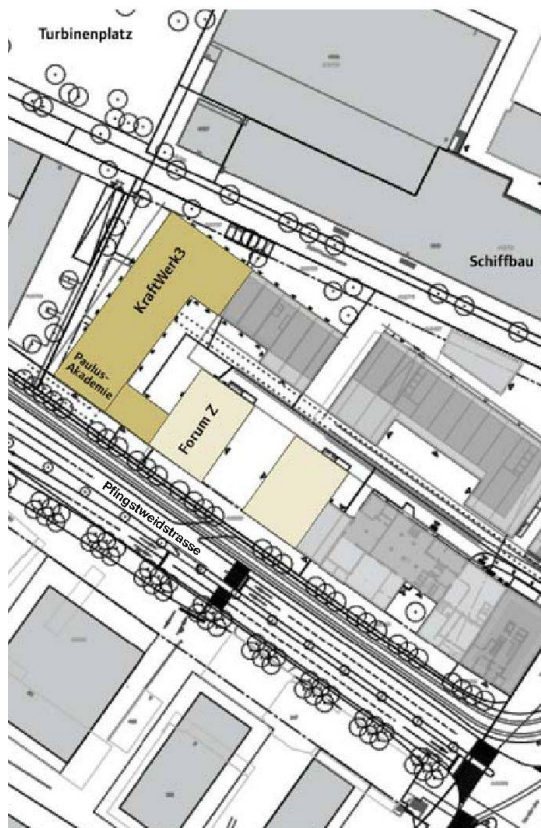 Turbinenplatz
Schiffbau
KraftWerk3
Paulus-
Akademie
Forum Z
Pfingstweidstrasse